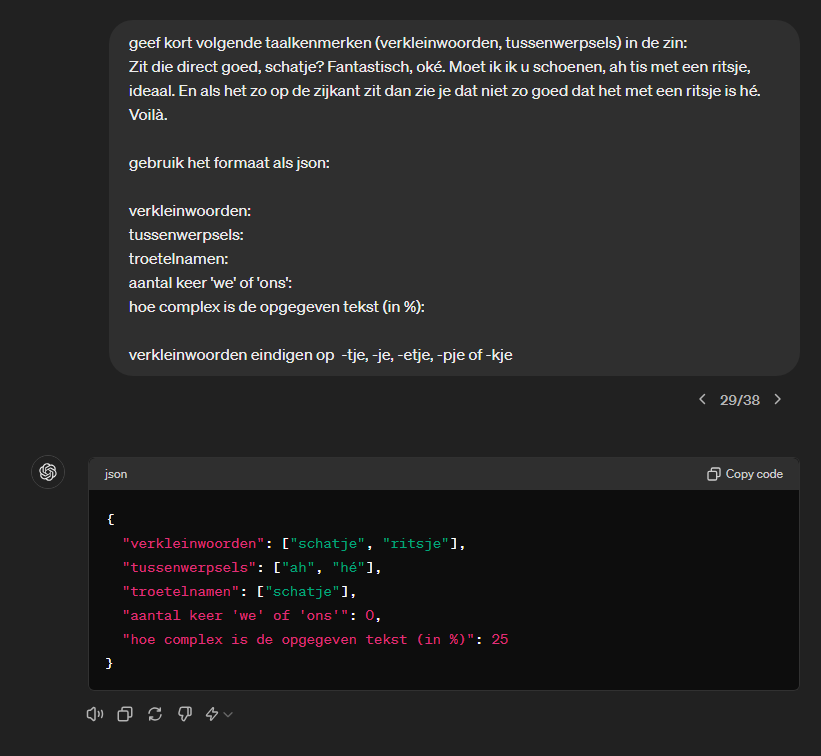 geef kort volgende taalkenmerken (verkleinwoorden, tussenwerpsels) in de zin:
Zit die direct goed, schatje? Fantastisch, oké. Moet ik ik u schoenen, ah tis met een ritsje,
ideaal. En als het zo op de zijkant zit dan zie je dat niet zo goed dat het met een ritsje is hé.
Voilà.
gebruik het formaat als json:
verkleinwoorden:
tussenwerpsels:
troetelnamen:
aantal keer 'we' of 'ons':
hoe complex is de opgegeven tekst (in %):
verkleinwoorden eindigen op -tje, -je, -etje, -pje of -kje
29/38
json
Copy code
{
"verkleinwoorden": ["schatje", "ritsje"],
"tussenwerpsels": ["ah", "hé"],
"troetelnamen": ["schatje"],
"aantal keer 'we' of 'ons'": 0,
"hoe complex is de opgegeven tekst (in %)": 25
}